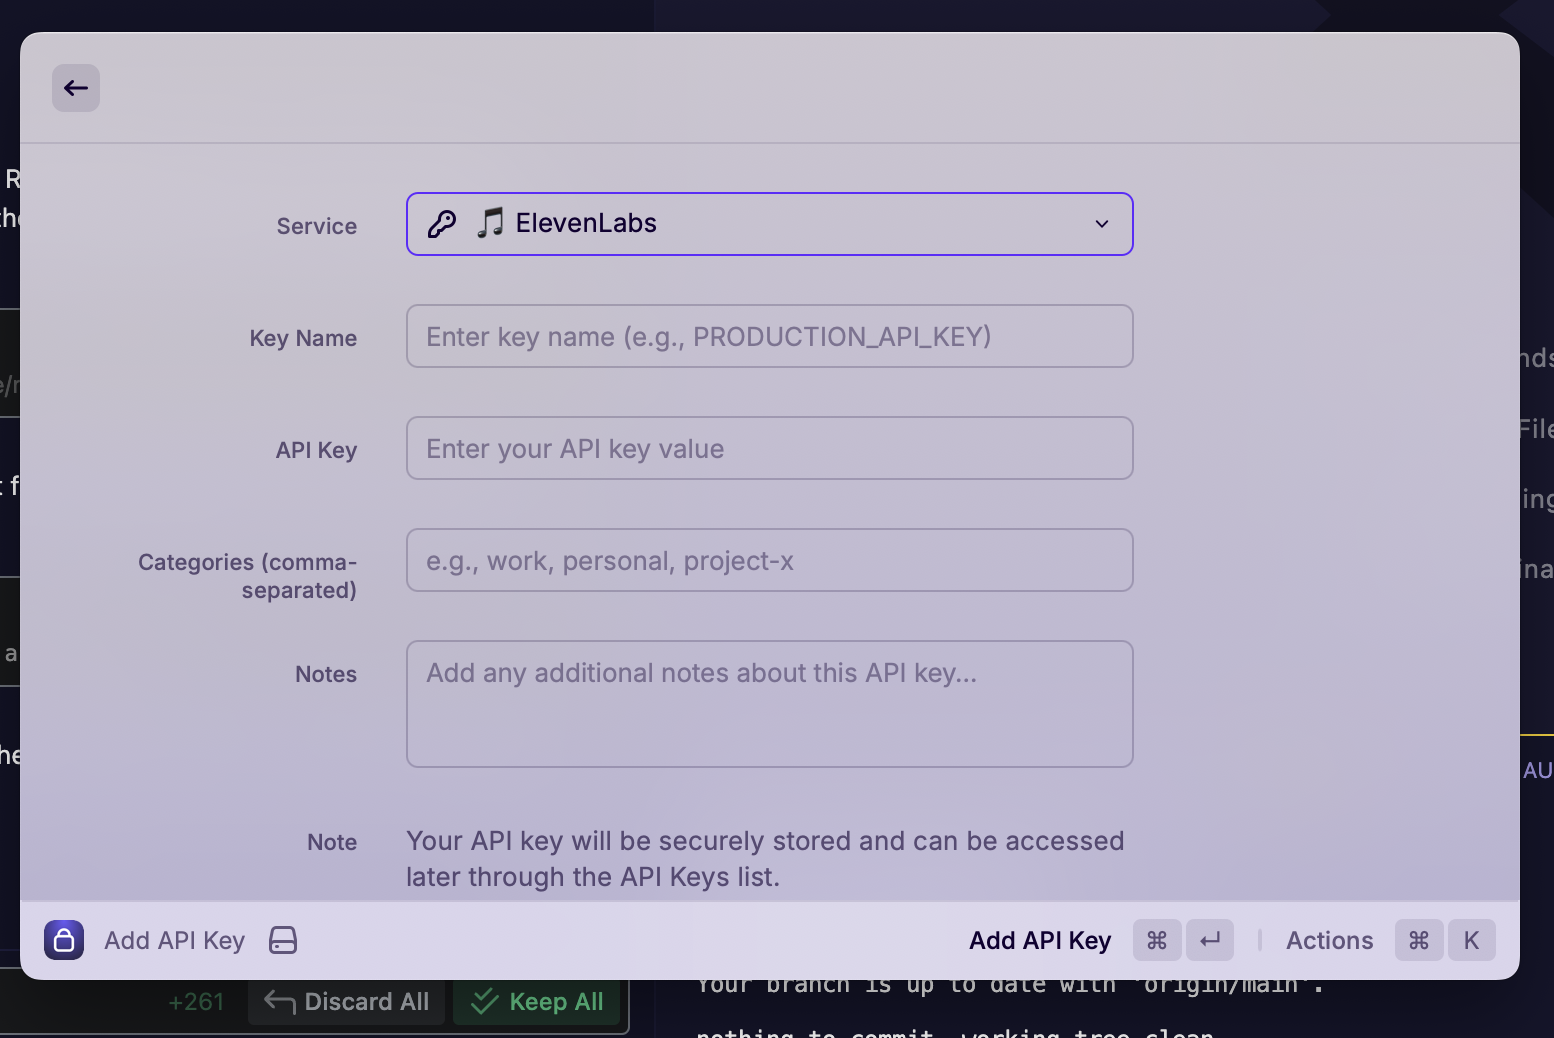 Service
ElevenLabs
Key Name
Enter key name (e.g., PRODUCTION_API_KEY)
API Key
Enter your API key value
Categories (comma-
separated)
e.g., work, personal, project-x
Notes
Add any additional notes about this API key...
Note
Your API key will be securely stored and can be accessed
later through the API Keys list.
Add API Key
Add API Key ⌘ ↵
Actions ⌘ K
+261
Discard All
Keep All
Your branch is up to date with 'origin/main'.
nothing to commit, working tree clean
AU